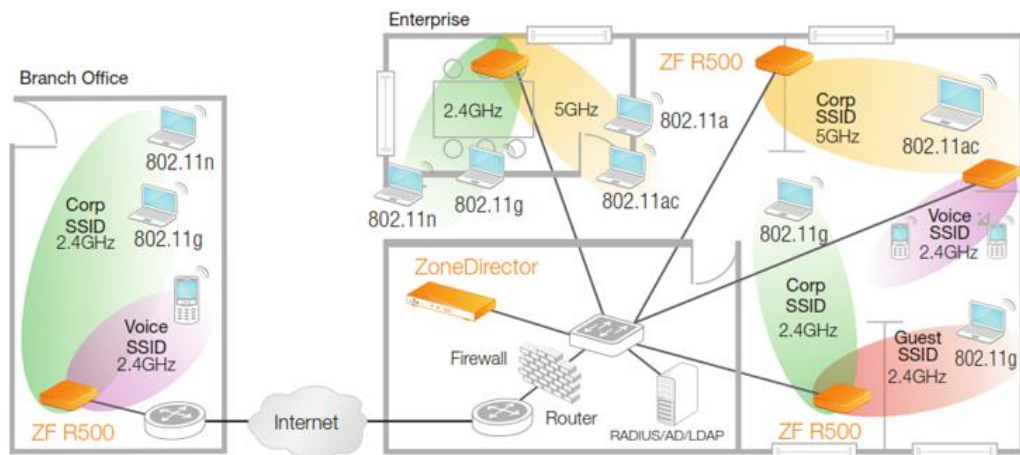 Enterprise
Branch Office
802.11n
802.11g
Corp
SSID
2.4GHz
Voice
SSID
2.4GHz
ZF R500
Internet
2.4GHz
5GHz
802.11a
802.11n
802.11g
802.11ac
ZF R500
Corp
SSID
5GHz
802.11ac
802.11g
Voice
SSID
2.4GHz
ZoneDirector
Firewall
Router
RADIUS/AD/LDAP
Corp
SSID
2.4GHz
Guest
SSID
2.4GHz
802.11g
ZF R500